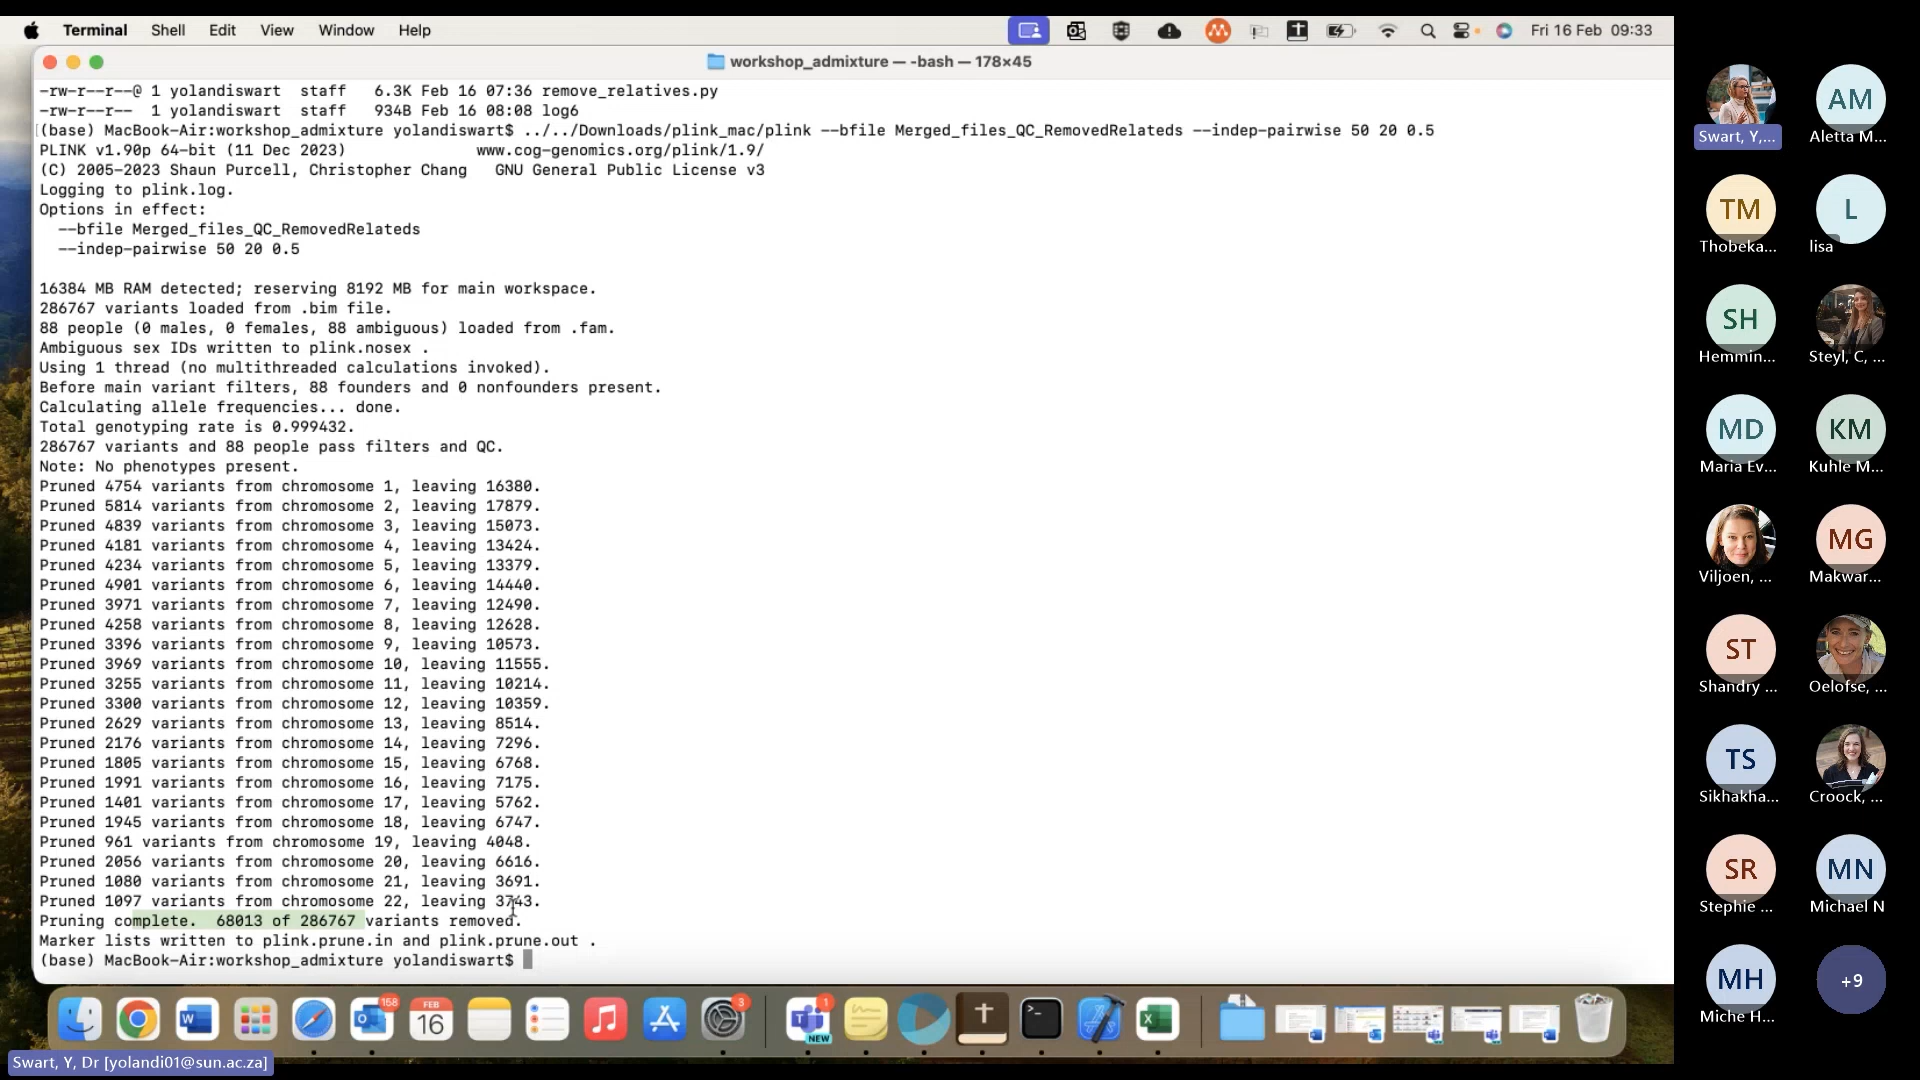 Terminal Shell Edit View Window Help Fri 16 Feb 09:33
workshop_admixture — -bash — 178×45
-rw-r--r--@ 1 yolandiswart staff 6.3K Feb 16 07:36 remove_relatives.py
-rw-r--r-- 1 yolandiswart staff 934B Feb 16 08:08 log6
[(base) MacBook-Air:workshop_admixture yolandiswart$ ../../Downloads/plink_mac/plink --bfile Merged_files_QC_RemovedRelateds --indep-pairwise 50 20 0.5
PLINK v1.90p 64-bit (11 Dec 2023) www.cog-genomics.org/plink/1.9/
(C) 2005-2023 Shaun Purcell, Christopher Chang GNU General Public License v3
Logging to plink.log.
Options in effect:
--bfile Merged_files_QC_RemovedRelateds
--indep-pairwise 50 20 0.5
16384 MB RAM detected; reserving 8192 MB for main workspace.
286767 variants loaded from .bim file.
88 people (0 males, 0 females, 88 ambiguous) loaded from .fam.
Ambiguous sex IDs written to plink.nosex .
Using 1 thread (no multithreaded calculations invoked).
Before main variant filters, 88 founders and 0 nonfounders present.
Calculating allele frequencies... done.
Total genotyping rate is 0.999432.
286767 variants and 88 people pass filters and QC.
Note: No phenotypes present.
Pruned 4754 variants from chromosome 1, leaving 16380.
Pruned 5814 variants from chromosome 2, leaving 17879.
Pruned 4839 variants from chromosome 3, leaving 15073.
Pruned 4181 variants from chromosome 4, leaving 13424.
Pruned 4234 variants from chromosome 5, leaving 13379.
Pruned 4901 variants from chromosome 6, leaving 14440.
Pruned 3971 variants from chromosome 7, leaving 12490.
Pruned 4258 variants from chromosome 8, leaving 12628.
Pruned 3396 variants from chromosome 9, leaving 10573.
Pruned 3969 variants from chromosome 10, leaving 11555.
Pruned 3255 variants from chromosome 11, leaving 10214.
Pruned 3300 variants from chromosome 12, leaving 10359.
Pruned 2629 variants from chromosome 13, leaving 8514.
Pruned 2176 variants from chromosome 14, leaving 7296.
Pruned 1805 variants from chromosome 15, leaving 6768.
Pruned 1991 variants from chromosome 16, leaving 7175.
Pruned 1401 variants from chromosome 17, leaving 5762.
Pruned 1945 variants from chromosome 18, leaving 6747.
Pruned 961 variants from chromosome 19, leaving 4048.
Pruned 2056 variants from chromosome 20, leaving 6616.
Pruned 1080 variants from chromosome 21, leaving 3691.
Pruned 1097 variants from chromosome 22, leaving 3743.
Pruning complete. 68013 of 286767 variants removed.
Marker lists written to plink.prune.in and plink.prune.out .
(base) MacBook-Air:workshop_admixture yolandiswart$
158
FEB
16
3
1
NEW
Swart, Y, Dr [yolandi01@sun.ac.za]
AM
Swart, Y,... Aletta M...
TM L
Thobeka... lisa
SH
Hemmin... Steyl, C, ...
MD KM
Maria Ev... Kuhle M...
MG
Viljoen, ... Makwar...
ST
Shandry ... Oelofse, ...
TS
Sikhakha... Croock, ...
SR MN
Stephie ... Michael N
MH +9
Miche H...